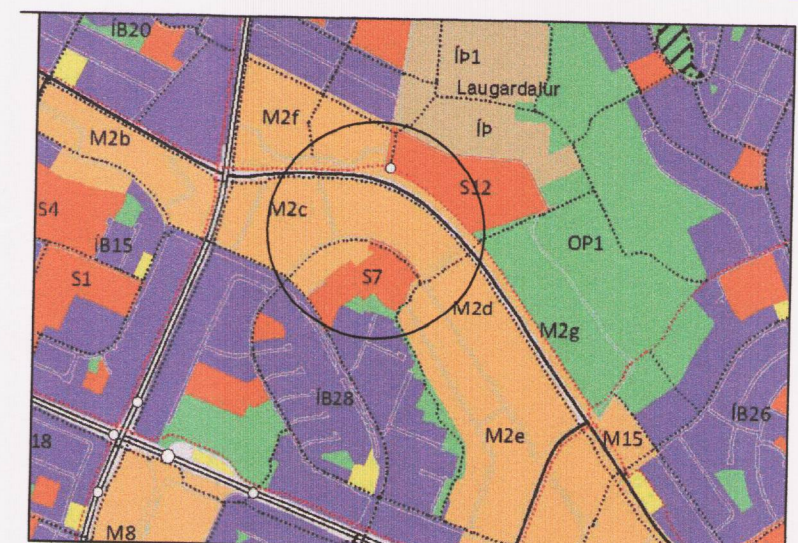 ÍB20
M2f
Íþ1
Laugardalur
Íþ
M2b
S12
S4
M2c
ÍB15
S1
S7
OP1
M2d
M2g
ÍB28
ÍB26
18
M2e
M15
M8